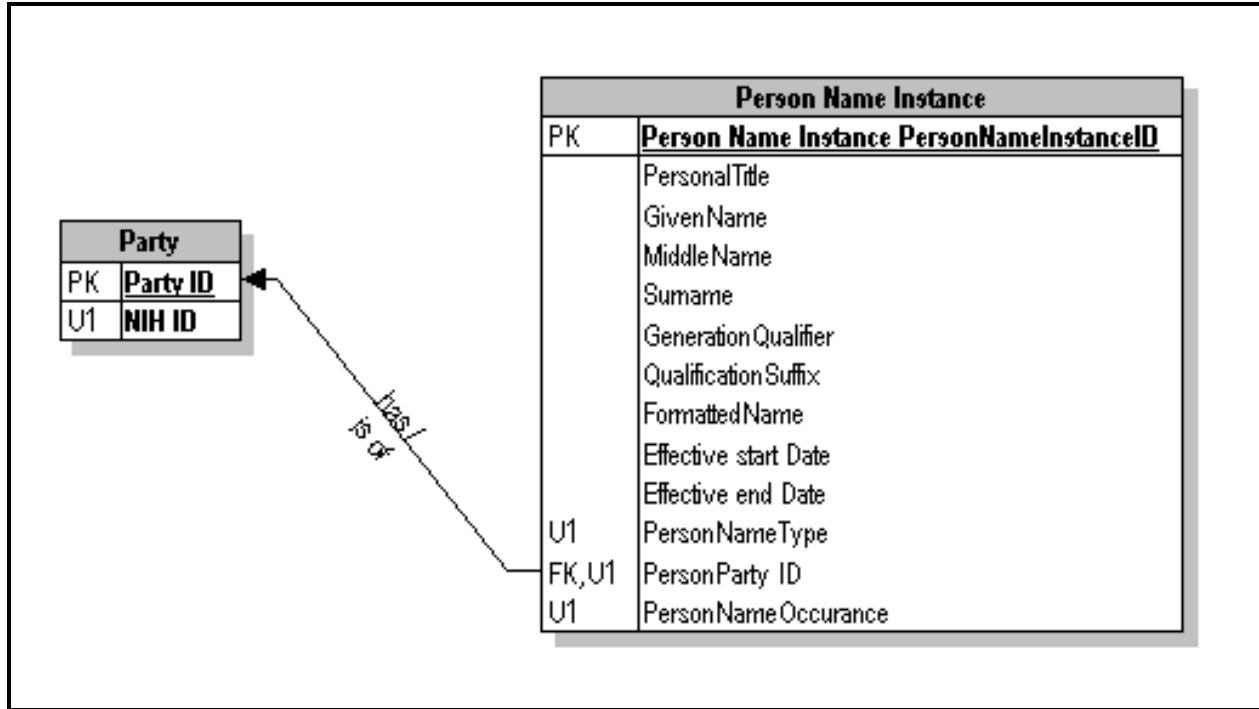 Party
PK Party ID
U1 NIH ID
has /
is of
Person Name Instance
PK Person Name Instance PersonNameInstanceID
PersonalTitle
GivenName
MiddleName
Surname
GenerationQualifier
QualificationSuffix
FormattedName
Effective start Date
Effective end Date
U1 PersonNameType
FK,U1 PersonParty ID
U1 PersonNameOccurance